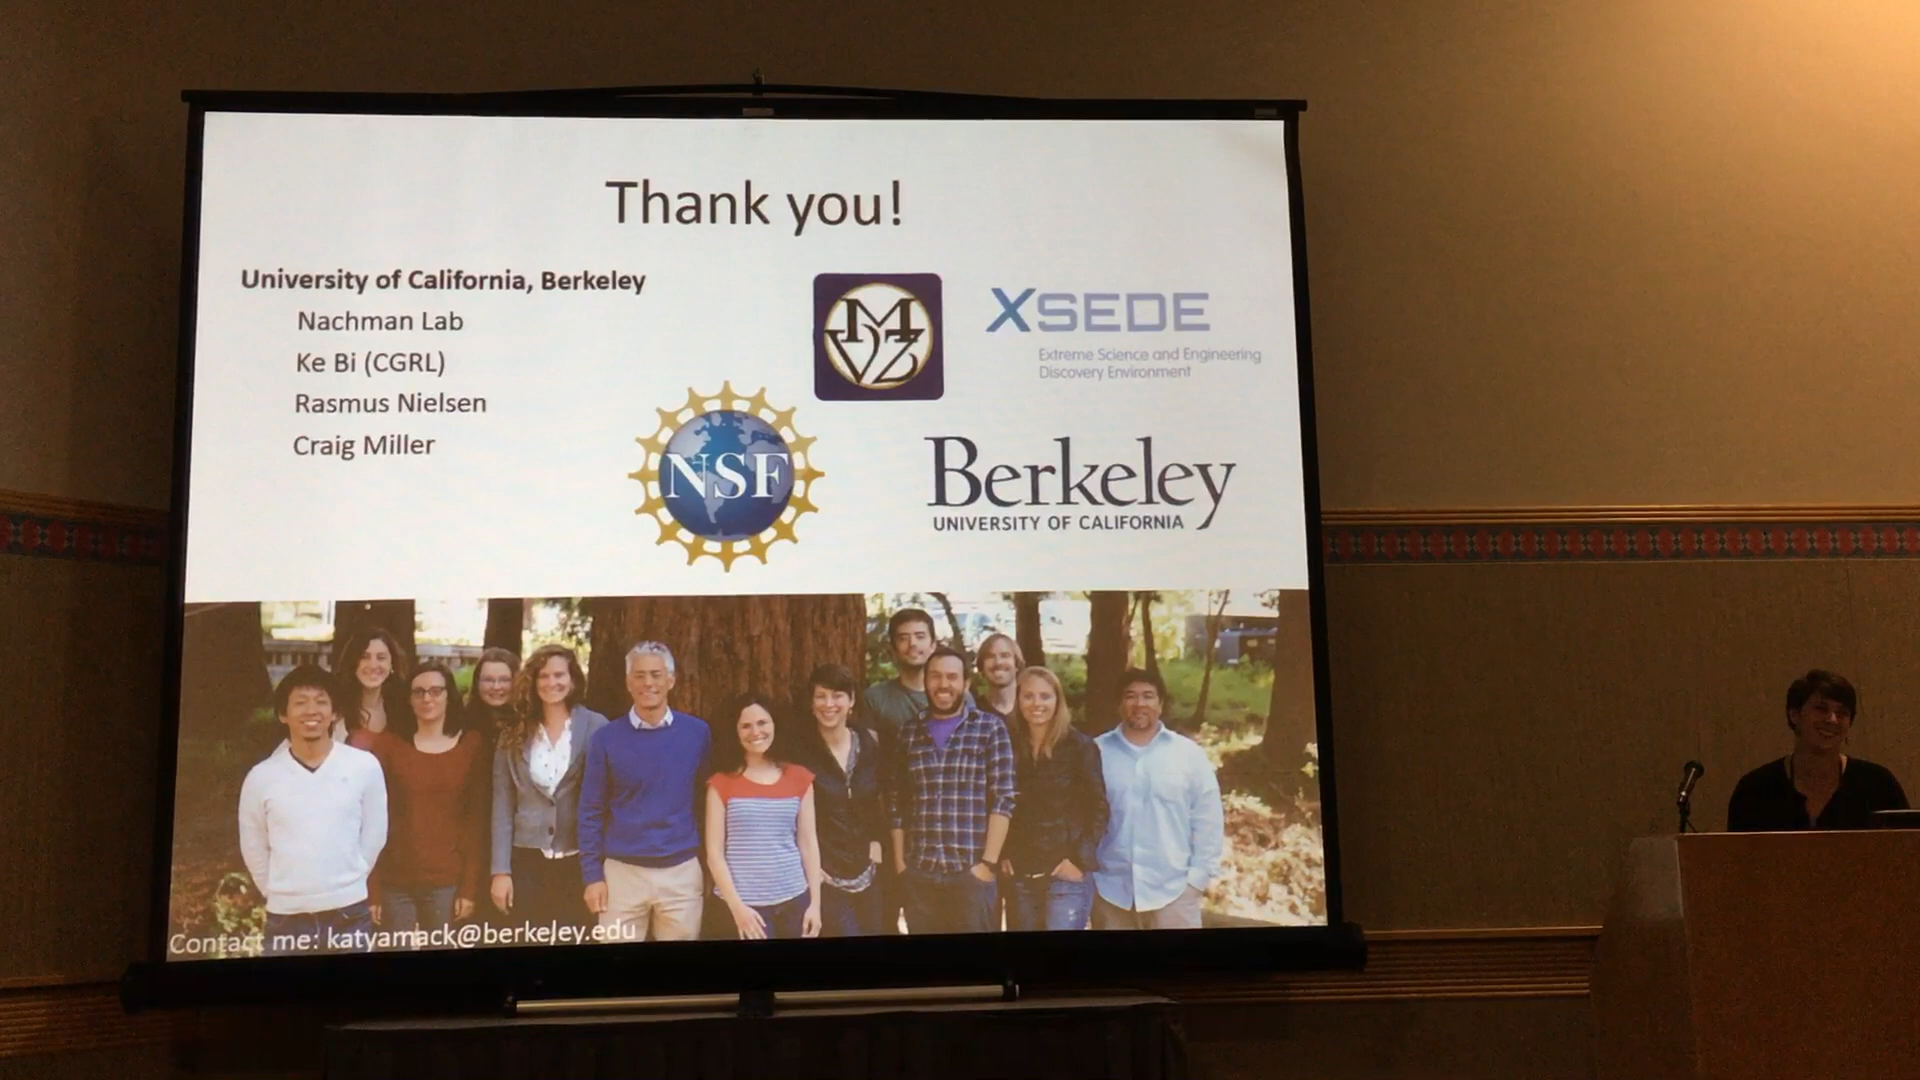 Thank you!
University of California, Berkeley
Nachman Lab
Ke Bi (CGRL)
Rasmus Nielsen
Craig Miller
MVZ
XSEDE
Extreme Science and Engineering
Discovery Environment
NSF
Berkeley
UNIVERSITY OF CALIFORNIA
Contact me: katyamack@berkeley.edu